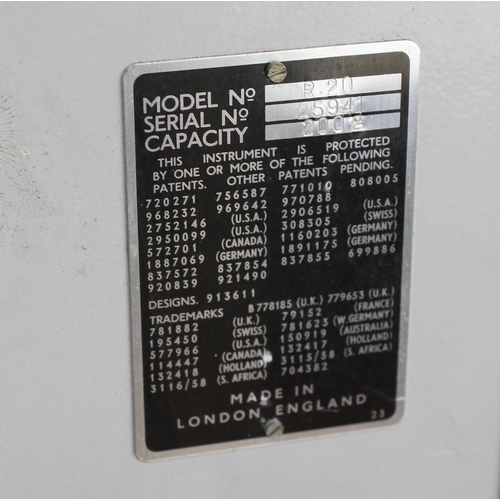 MODEL Nº R.20
SERIAL Nº 25941
CAPACITY 200g
THIS INSTRUMENT IS PROTECTED
BY ONE OR MORE OF THE FOLLOWING
PATENTS. OTHER PATENTS PENDING.
720271 756587 771010 808005
968232 969642 970788
2752146 (U.S.A.) 2906519 (U.S.A.)
2950099 (U.S.A.) 308305 (SWISS)
572701 (CANADA) 1160203 (GERMANY)
1887069 (GERMANY) 1891175 (GERMANY)
837572 837854 837855 699886
920839 921490
DESIGNS. 913611
TRADEMARKS B778185 (U.K.) 779653 (U.K.)
781882 (U.K.) 79152 (FRANCE)
195450 (SWISS) 781623 (W.GERMANY)
577966 (U.S.A.) 150919 (AUSTRALIA)
114447 (CANADA) 132417 (HOLLAND)
132418 (HOLLAND) 3115/58 (S. AFRICA)
3116/58 (S. AFRICA) 704382
MADE IN
LONDON ENGLAND
23